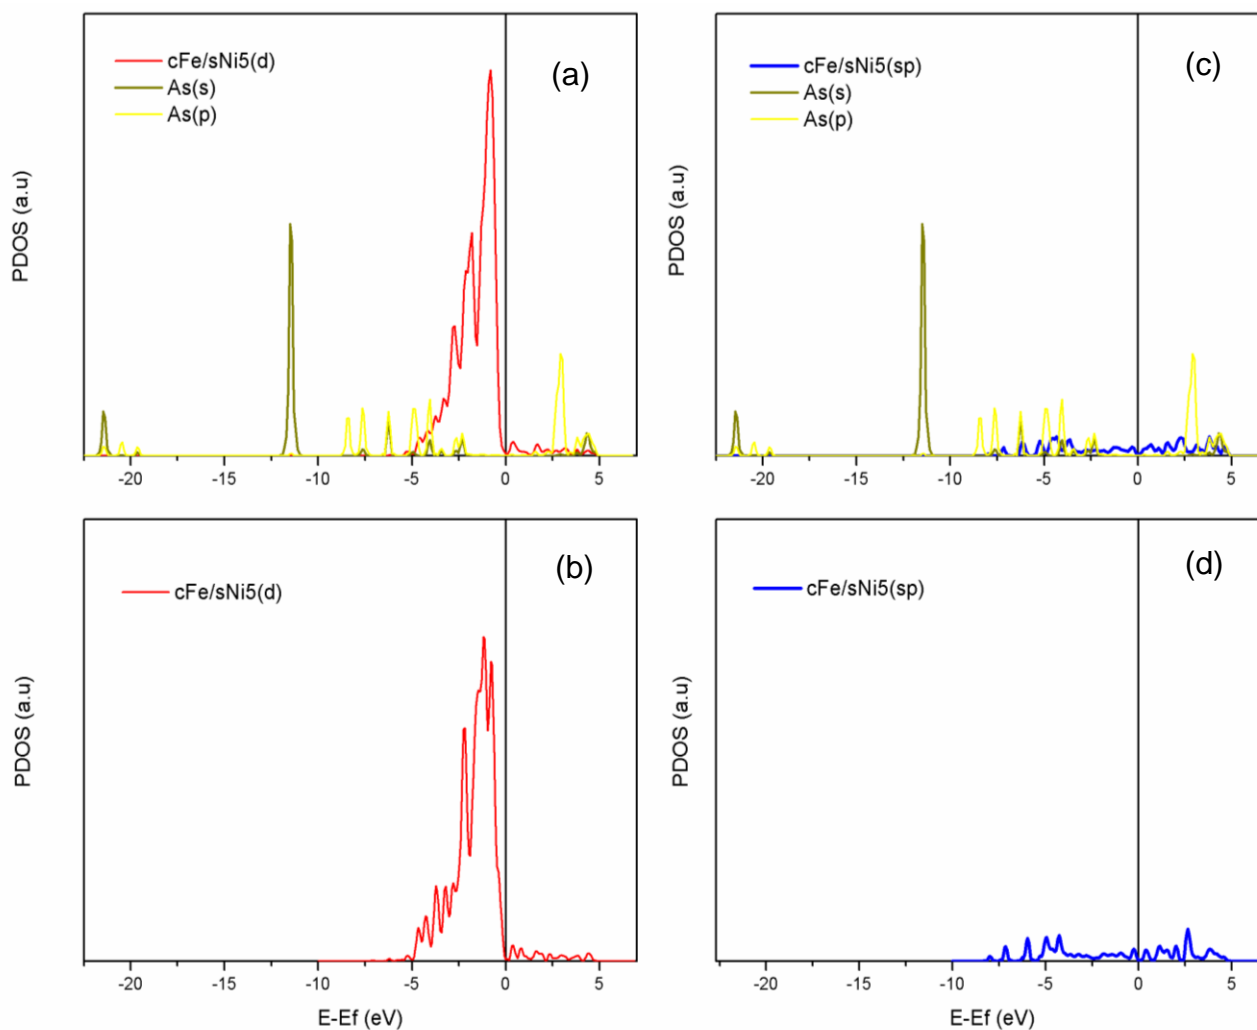 cFe/sNi5(d)
As(s)
As(p)
(a)
PDOS (a.u)
-20 -15 -10 -5 0 5
cFe/sNi5(sp)
As(s)
As(p)
(c)
PDOS (a.u)
-20 -15 -10 -5 0 5
cFe/sNi5(d)
(b)
PDOS (a.u)
-20 -15 -10 -5 0 5
E-Ef (eV)
cFe/sNi5(sp)
(d)
PDOS (a.u)
-20 -15 -10 -5 0 5
E-Ef (eV)